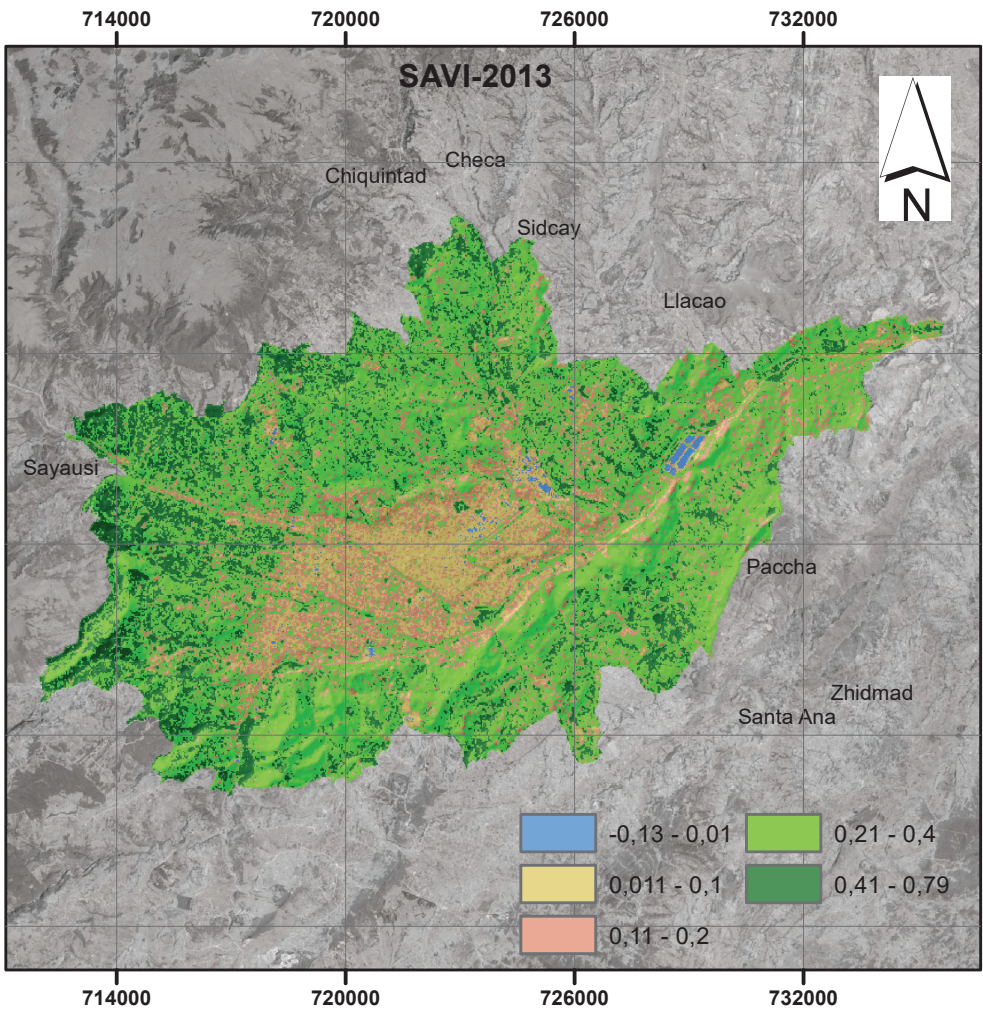 714000 720000 726000 732000
SAVI-2013
N
Checa
Chiquintad
Sidcay
Llacao
Sayausi
Paccha
Zhidmad
Santa Ana
-0,13 - 0,01 0,21 - 0,4
0,011 - 0,1 0,41 - 0,79
0,11 - 0,2
714000 720000 726000 732000